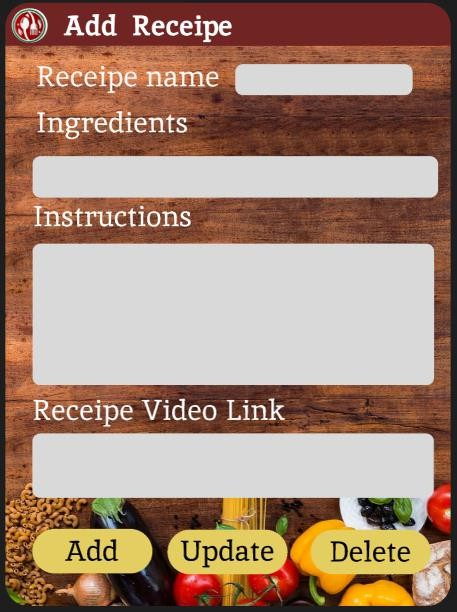 Add Receipe
Receipe name
Ingredients
Instructions
Receipe Video Link
Add Update Delete